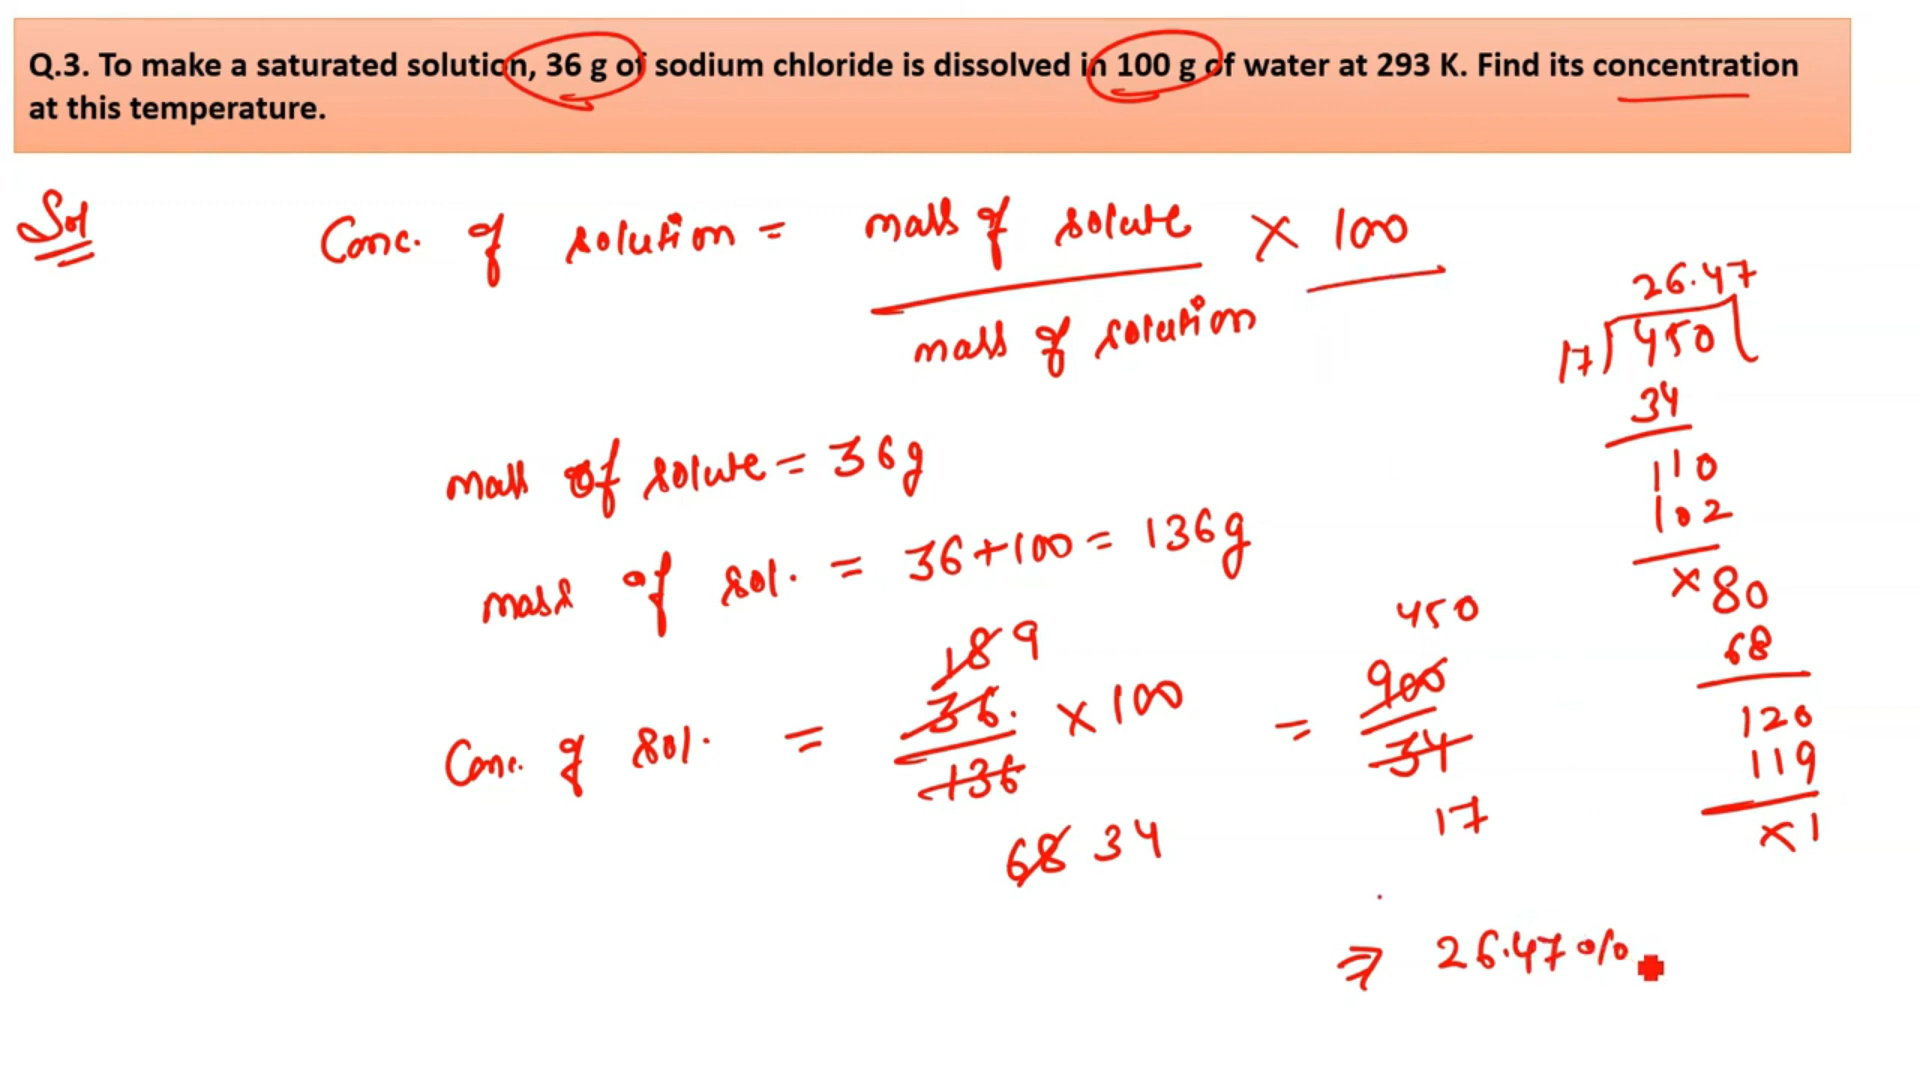 Q.3. To make a saturated solution, 36 g of sodium chloride is dissolved in 100 g of water at 293 K. Find its concentration
at this temperature.
Sol
Conc. of solution = mass of solute × 100
mass of solution
mass of solute = 36g
mass of sol. = 36+100 = 136g
18 9
Conc. of sol. = 36 × 100
136
68 34
450
= 900
34
17
26.47
17 450
34
110
102
×80
68
120
119
×1
⇒ 26.47%